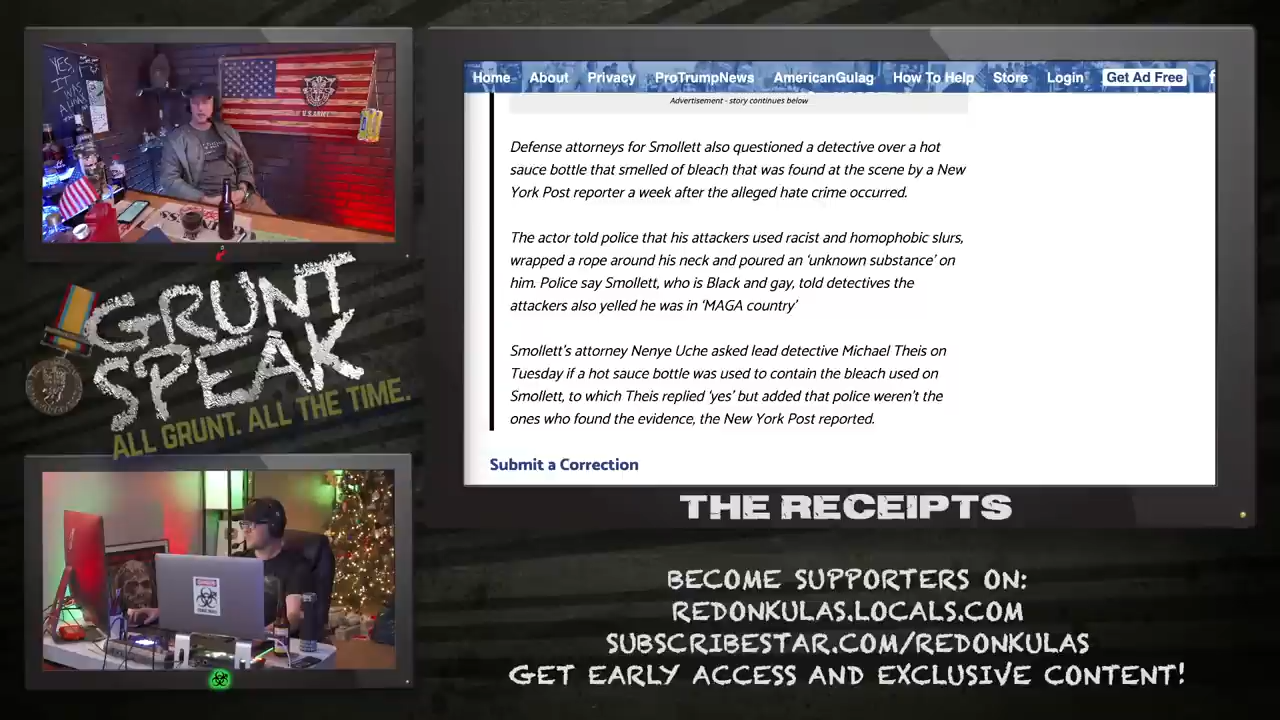 YES,
IT
WAS
U.S. ARMY
GRUNT
SPEAK
ALL GRUNT. ALL THE TIME.
DANGER
Home About Privacy ProTrumpNews AmericanGulag How To Help Store Login Get Ad Free f
Advertisement - story continues below
Defense attorneys for Smollett also questioned a detective over a hot
sauce bottle that smelled of bleach that was found at the scene by a New
York Post reporter a week after the alleged hate crime occurred.
The actor told police that his attackers used racist and homophobic slurs,
wrapped a rope around his neck and poured an ‘unknown substance’ on
him. Police say Smollett, who is Black and gay, told detectives the
attackers also yelled he was in ‘MAGA country’
Smollett’s attorney Nenye Uche asked lead detective Michael Theis on
Tuesday if a hot sauce bottle was used to contain the bleach used on
Smollett, to which Theis replied ‘yes’ but added that police weren’t the
ones who found the evidence, the New York Post reported.
Submit a Correction
THE RECEIPTS
BECOME SUPPORTERS ON:
REDONKULAS.LOCALS.COM
SUBSCRIBESTAR.COM/REDONKULAS
GET EARLY ACCESS AND EXCLUSIVE CONTENT!